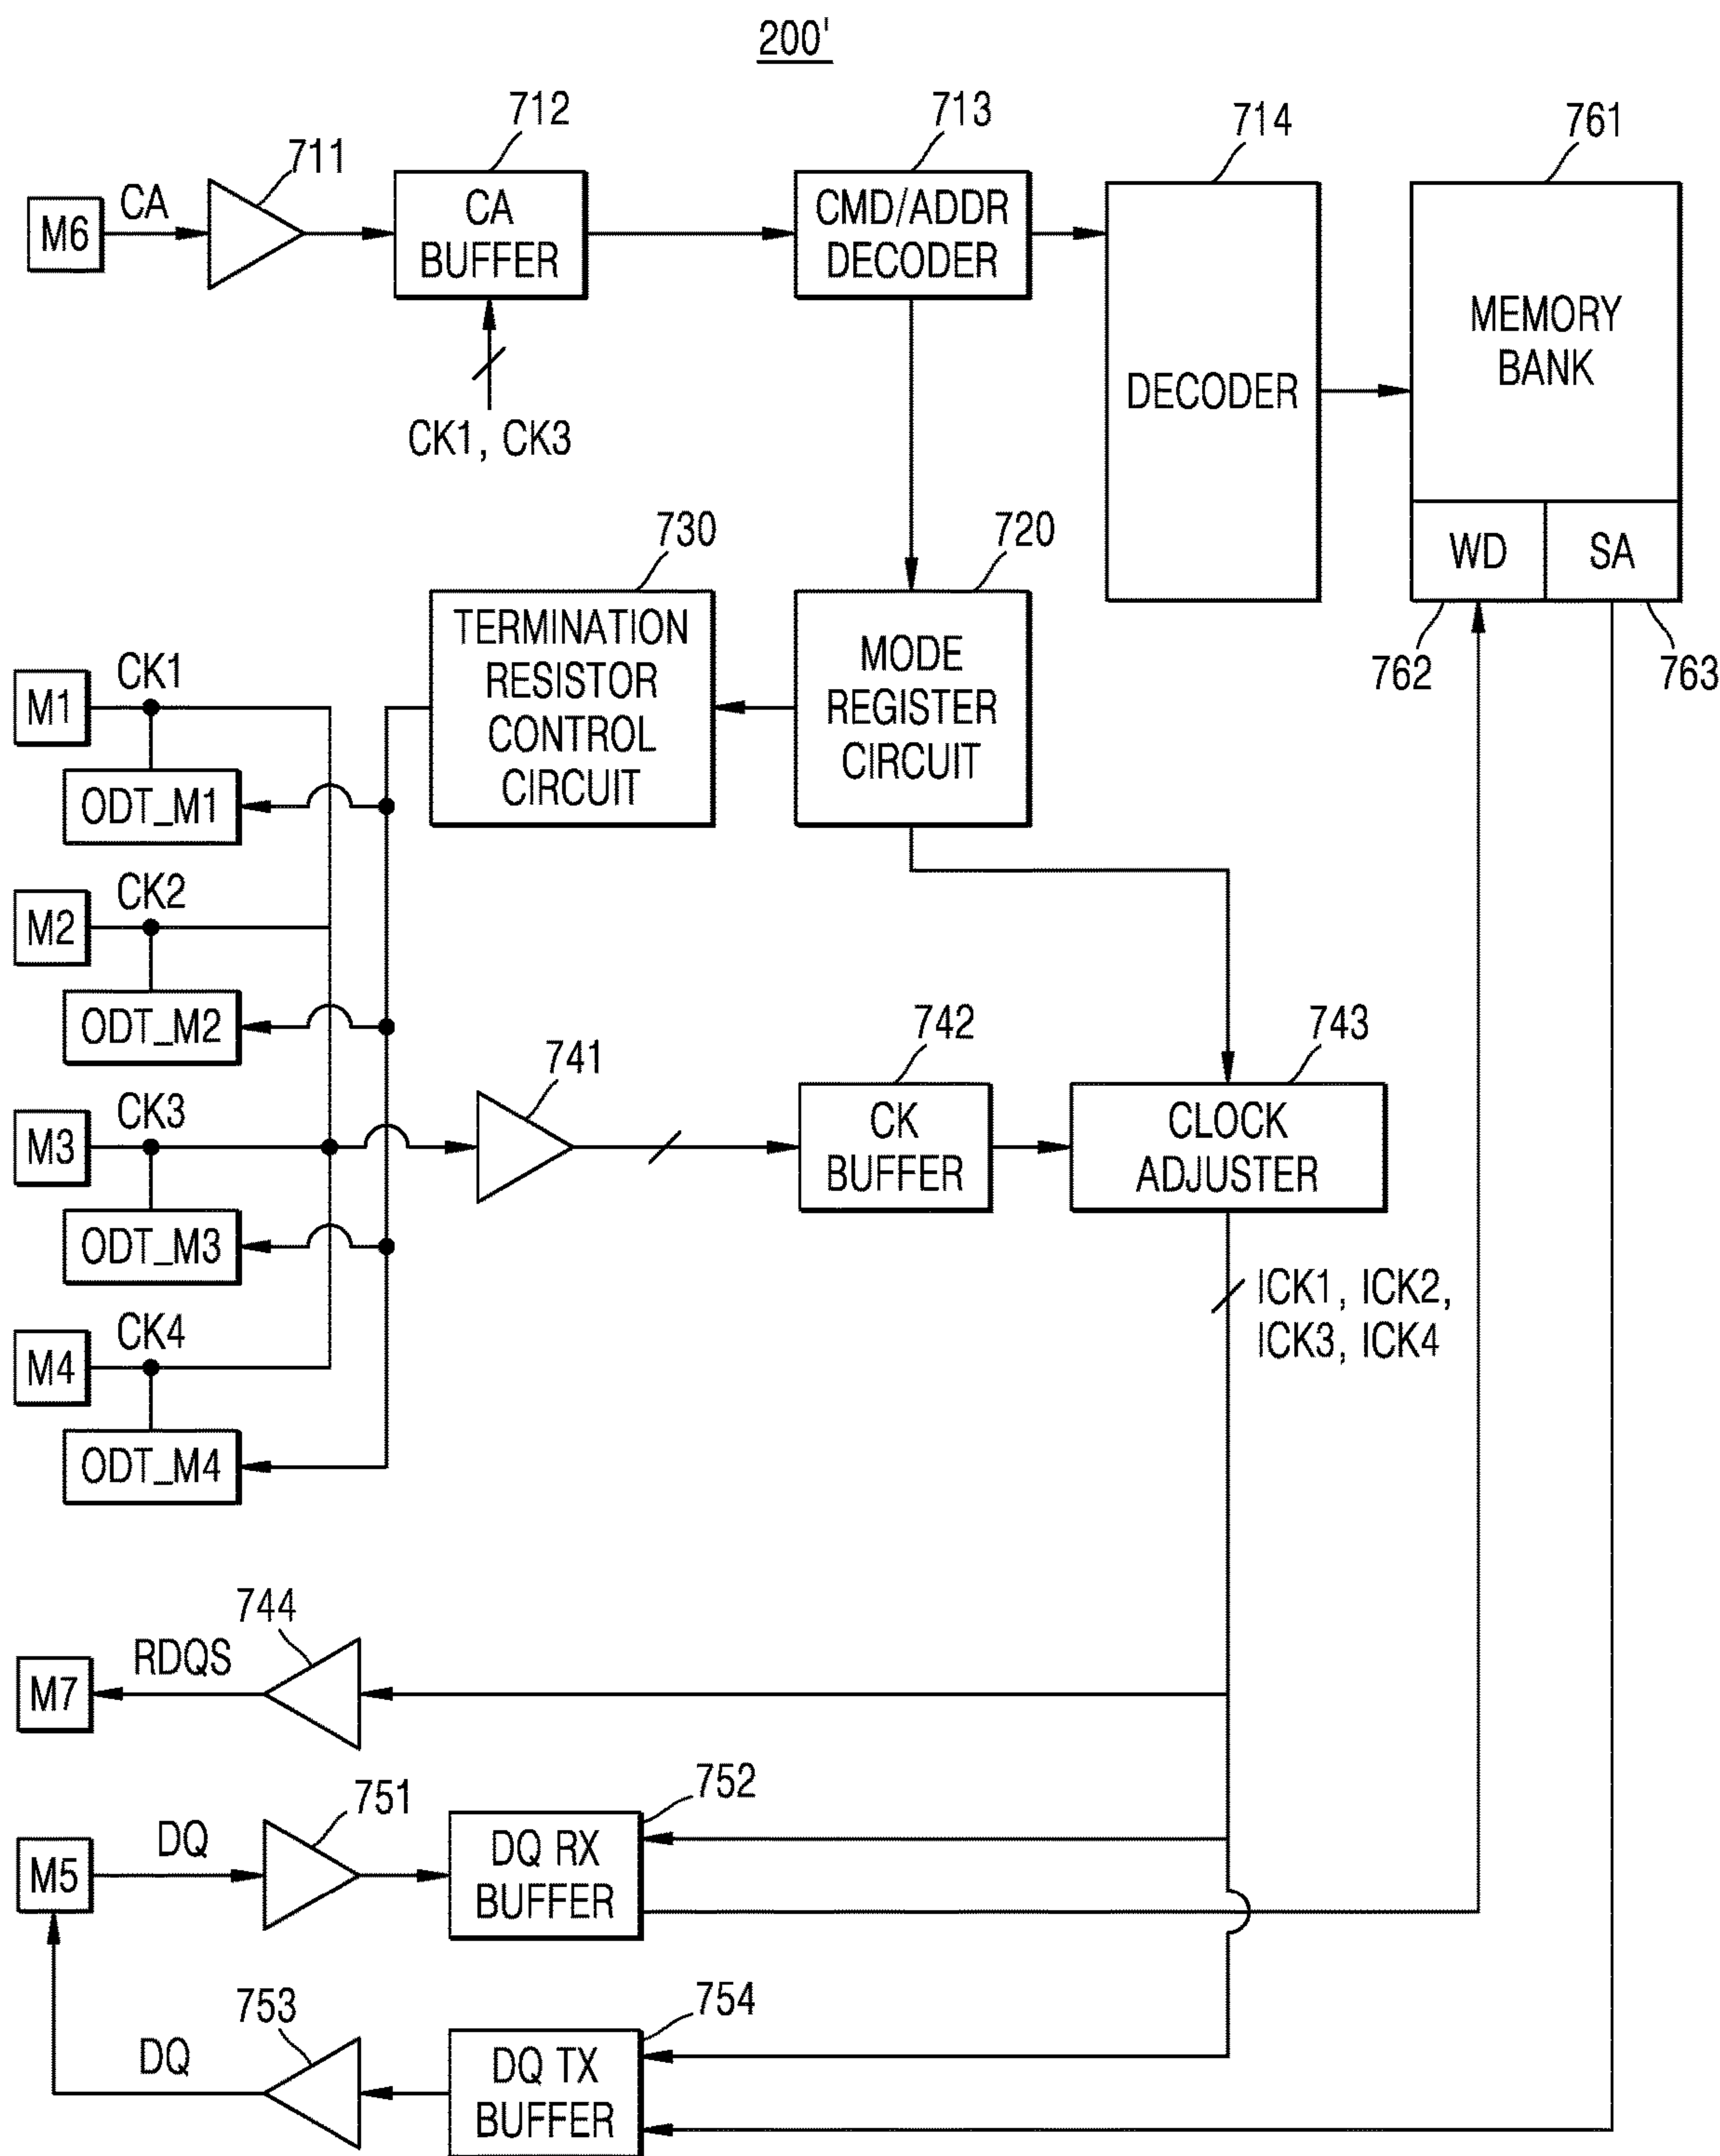 200'
711
712
713
714
761
M6
CA
CA
BUFFER
CMD/ADDR
DECODER
DECODER
MEMORY
BANK
CK1, CK3
WD
SA
762
763
730
720
TERMINATION
RESISTOR
CONTROL
CIRCUIT
MODE
REGISTER
CIRCUIT
M1
CK1
ODT_M1
M2
CK2
ODT_M2
M3
CK3
ODT_M3
M4
CK4
ODT_M4
741
742
743
CK
BUFFER
CLOCK
ADJUSTER
ICK1, ICK2,
ICK3, ICK4
744
M7
RDQS
751
752
M5
DQ
DQ RX
BUFFER
753
754
DQ
DQ TX
BUFFER